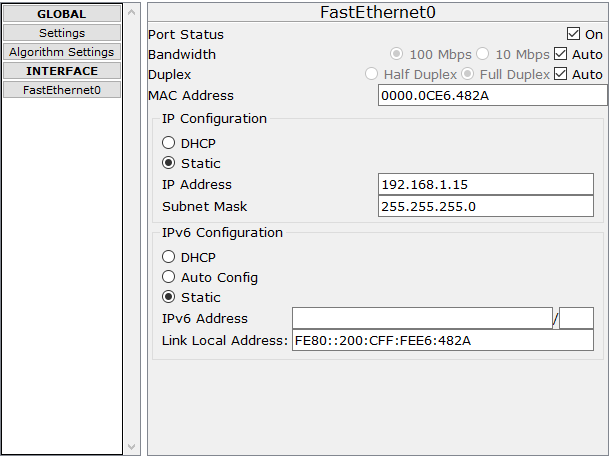 GLOBAL
Settings
Algorithm Settings
INTERFACE
FastEthernet0
FastEthernet0
Port Status On
Bandwidth 100 Mbps 10 Mbps Auto
Duplex Half Duplex Full Duplex Auto
MAC Address 0000.0CE6.482A
IP Configuration
DHCP
Static
IP Address 192.168.1.15
Subnet Mask 255.255.255.0
IPv6 Configuration
DHCP
Auto Config
Static
IPv6 Address /
Link Local Address: FE80::200:CFF:FEE6:482A